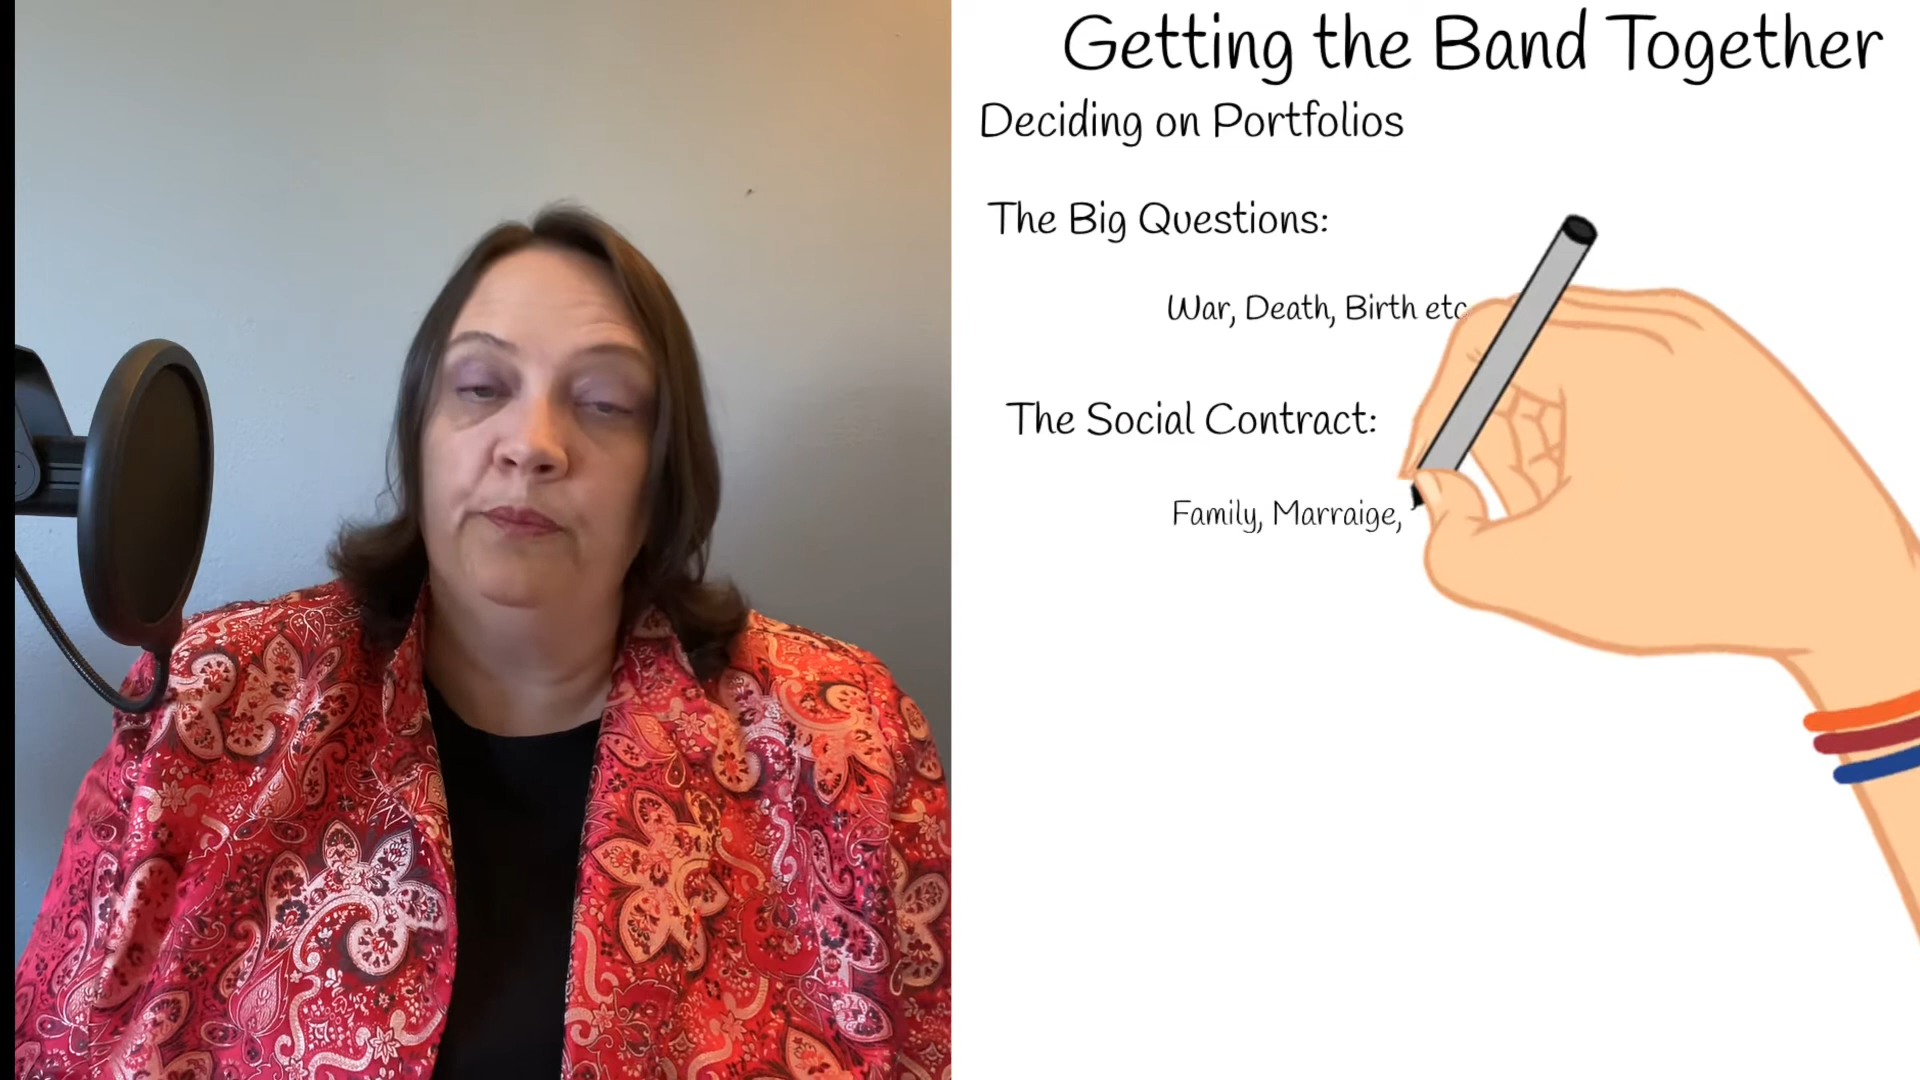 Getting the Band Together
Deciding on Portfolios
The Big Questions:
War, Death, Birth etc
The Social Contract:
Family, Marraige,